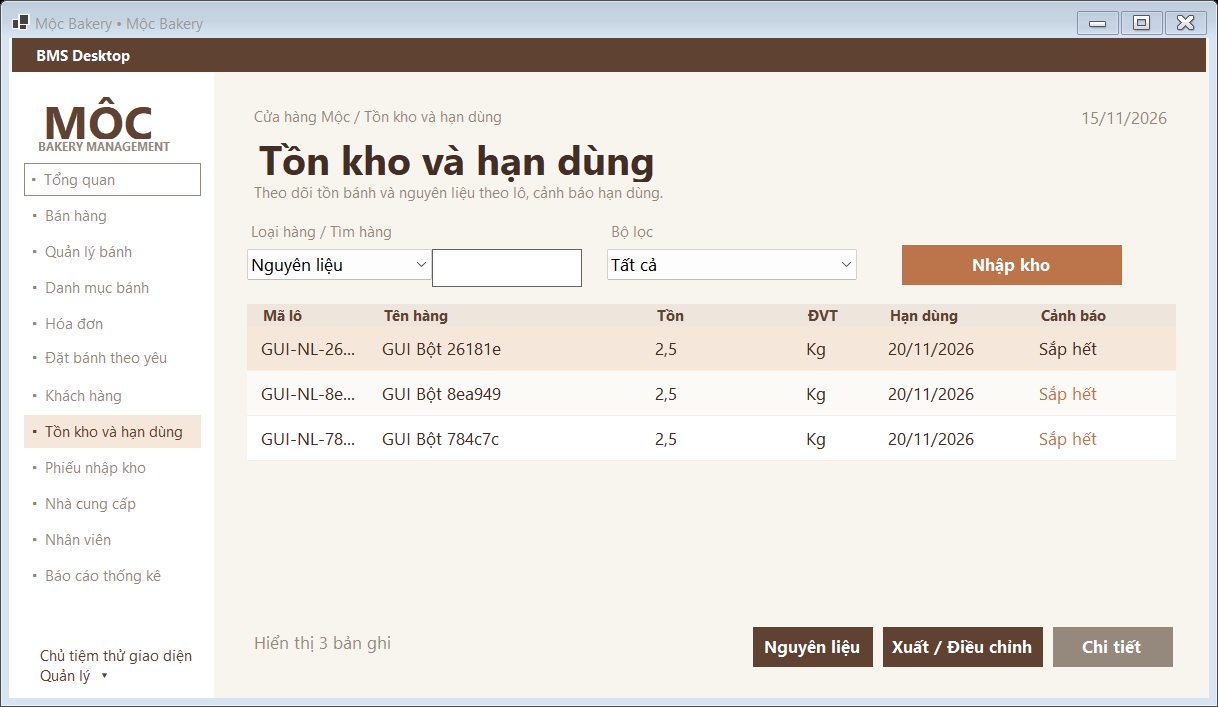 Mộc Bakery • Mộc Bakery
BMS Desktop
MỘC
BAKERY MANAGEMENT
Tổng quan
Bán hàng
Quản lý bánh
Danh mục bánh
Hóa đơn
Đặt bánh theo yêu
Khách hàng
Tồn kho và hạn dùng
Phiếu nhập kho
Nhà cung cấp
Nhân viên
Báo cáo thống kê
Chủ tiệm thử giao diện
Quản lý
Cửa hàng Mộc / Tồn kho và hạn dùng
15/11/2026
Tồn kho và hạn dùng
Theo dõi tồn bánh và nguyên liệu theo lô, cảnh báo hạn dùng.
Loại hàng / Tìm hàng
Bộ lọc
Nguyên liệu
Tất cả
Nhập kho
Mã lô Tên hàng Tồn ĐVT Hạn dùng Cảnh báo
GUI-NL-26... GUI Bột 26181e 2,5 Kg 20/11/2026 Sắp hết
GUI-NL-8e... GUI Bột 8ea949 2,5 Kg 20/11/2026 Sắp hết
GUI-NL-78... GUI Bột 784c7c 2,5 Kg 20/11/2026 Sắp hết
Hiển thị 3 bản ghi
Nguyên liệu
Xuất / Điều chỉnh
Chi tiết